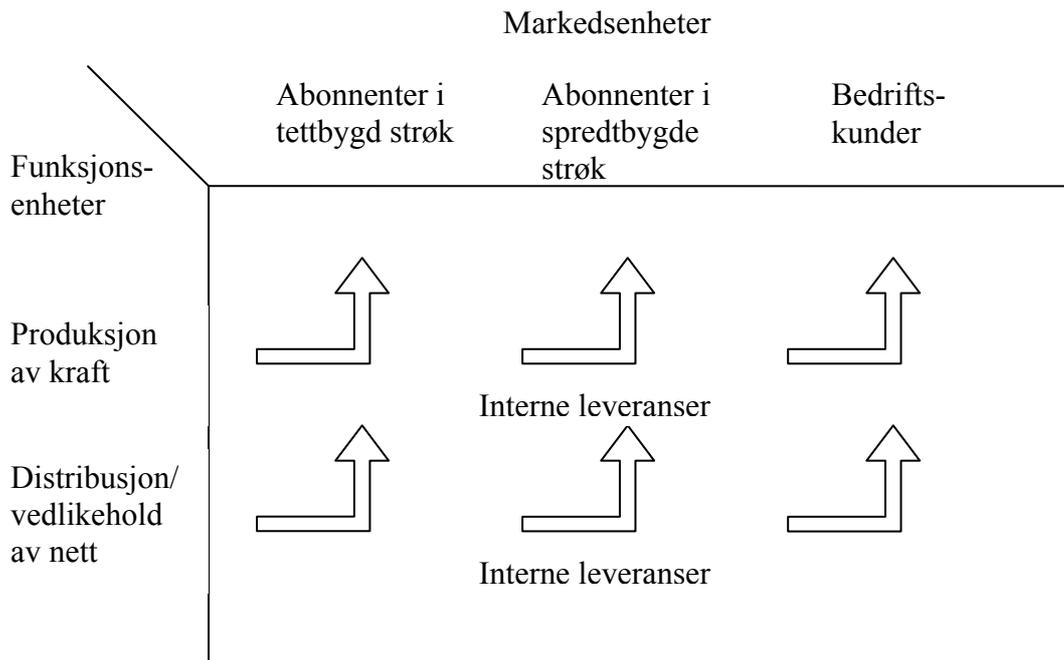 Markedsenheter
Abonnenter i
tettbygd strøk
Abonnenter i
spredtbygde
strøk
Bedrifts-
kunder
Funksjons-
enheter
Produksjon
av kraft
Interne leveranser
Distribusjon/
vedlikehold
av nett
Interne leveranser